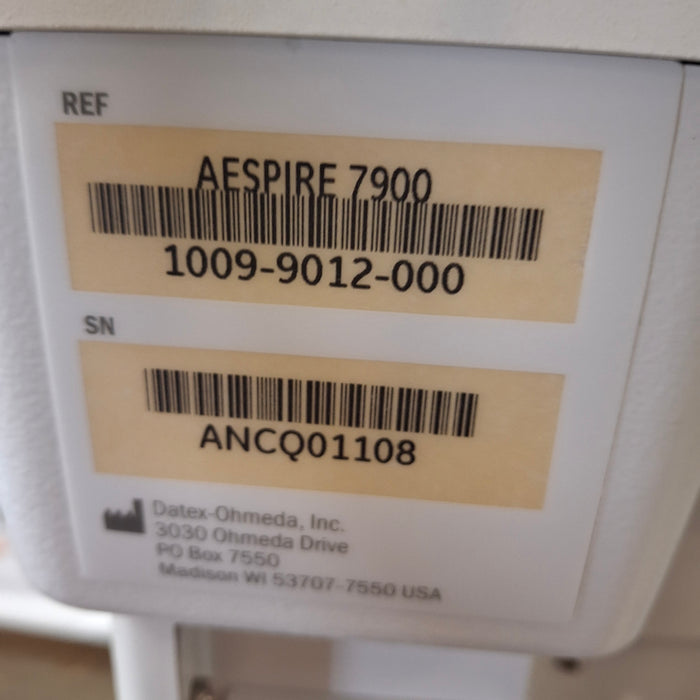 REF
AESPIRE 7900
1009-9012-000
SN
ANCQ01108
Datex-Ohmeda, Inc.
3030 Ohmeda Drive
PO Box 7550
Madison WI 53707-7550 USA